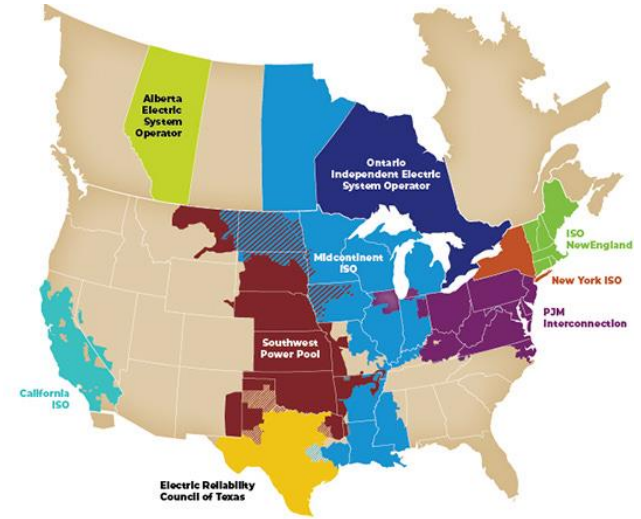 Alberta
Electric
System
Operator
Ontario
Independent Electric
System Operator
Midcontinent
ISO
ISO
NewEngland
New York ISO
PJM
Interconnection
Southwest
Power Pool
California
ISO
Electric Reliability
Council of Texas